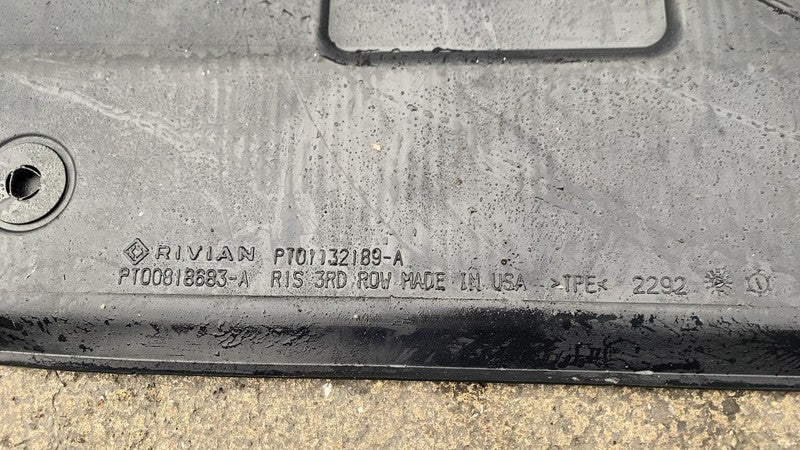 RIVIAN PT01132189-A
PT00818683-A R1S 3RD ROW MADE IN USA >TPE< 2292